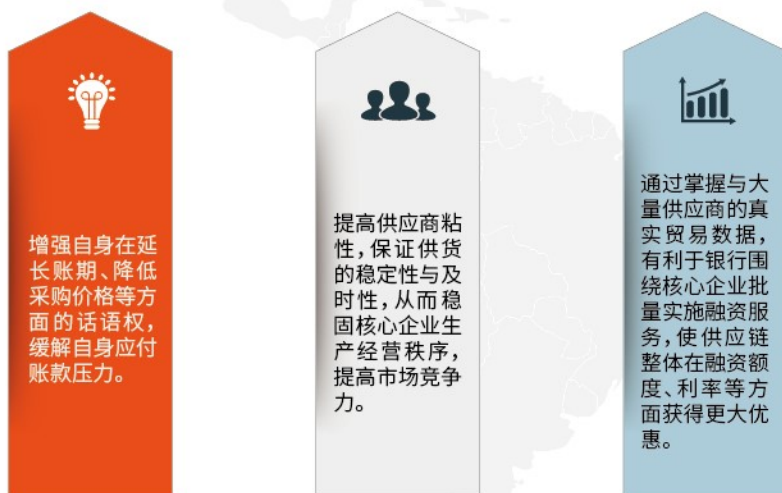 增强自身在延
长账期、降低
采购价格等方
面的话语权，
缓解自身应付
账款压力。
提高供应商粘
性，保证供货
的稳定性与及
时性，从而稳
固核心企业生
产经营秩序，
提高市场竞争
力。
通过掌握与大
量供应商的真
实贸易数据，
有利于银行围
绕核心企业批
量实施融资服
务，使供应链
整体在融资额
度、利率等方
面获得更大优
惠。